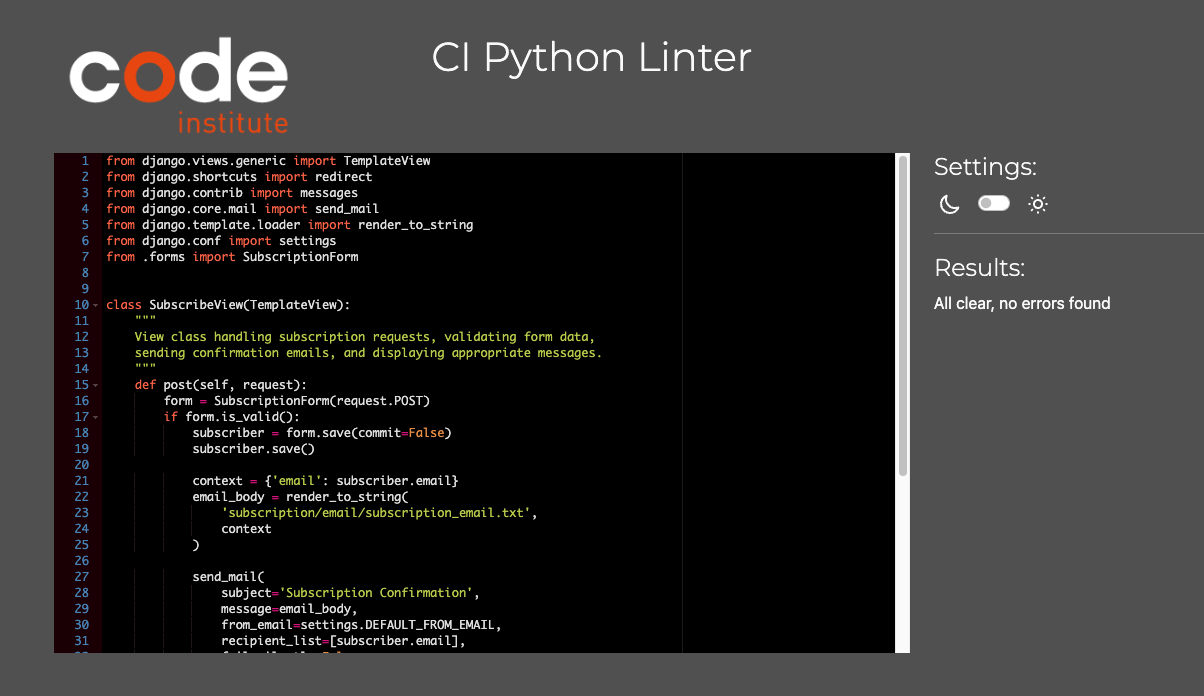 code
institute
CI Python Linter
1 from django.views.generic import TemplateView
2 from django.shortcuts import redirect
3 from django.contrib import messages
4 from django.core.mail import send_mail
5 from django.template.loader import render_to_string
6 from django.conf import settings
7 from .forms import SubscriptionForm
8
9
10 class SubscribeView(TemplateView):
11     """
12     View class handling subscription requests, validating form data,
13     sending confirmation emails, and displaying appropriate messages.
14     """
15     def post(self, request):
16         form = SubscriptionForm(request.POST)
17         if form.is_valid():
18             subscriber = form.save(commit=False)
19             subscriber.save()
20
21             context = {'email': subscriber.email}
22             email_body = render_to_string(
23                 'subscription/email/subscription_email.txt',
24                 context
25             )
26
27             send_mail(
28                 subject='Subscription Confirmation',
29                 message=email_body,
30                 from_email=settings.DEFAULT_FROM_EMAIL,
31                 recipient_list=[subscriber.email],
Settings:
Results:
All clear, no errors found